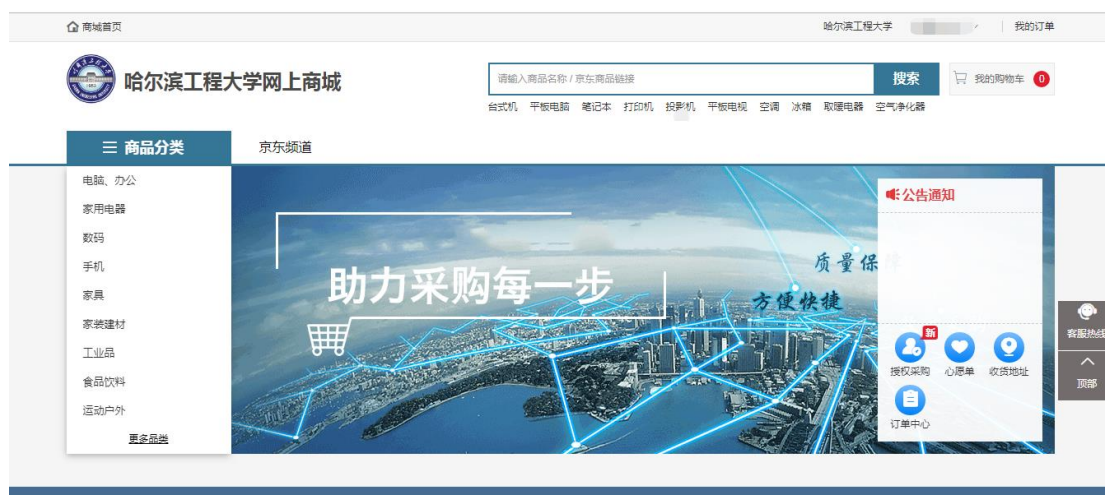 商城首页
哈尔滨工程大学
我的订单
哈尔滨工程大学网上商城
请输入商品名称 / 京东商品链接
搜索
我的购物车 0
台式机 平板电脑 笔记本 打印机 投影机 平板电视 空调 冰箱 取暖电器 空气净化器
商品分类
京东频道
电脑、办公
家用电器
数码
手机
家具
家装建材
工业品
食品饮料
运动户外
更多品类
助力采购每一步
质量保
方便快捷
公告通知
新
授权采购 心愿单 收货地址
订单中心
客服热线
顶部